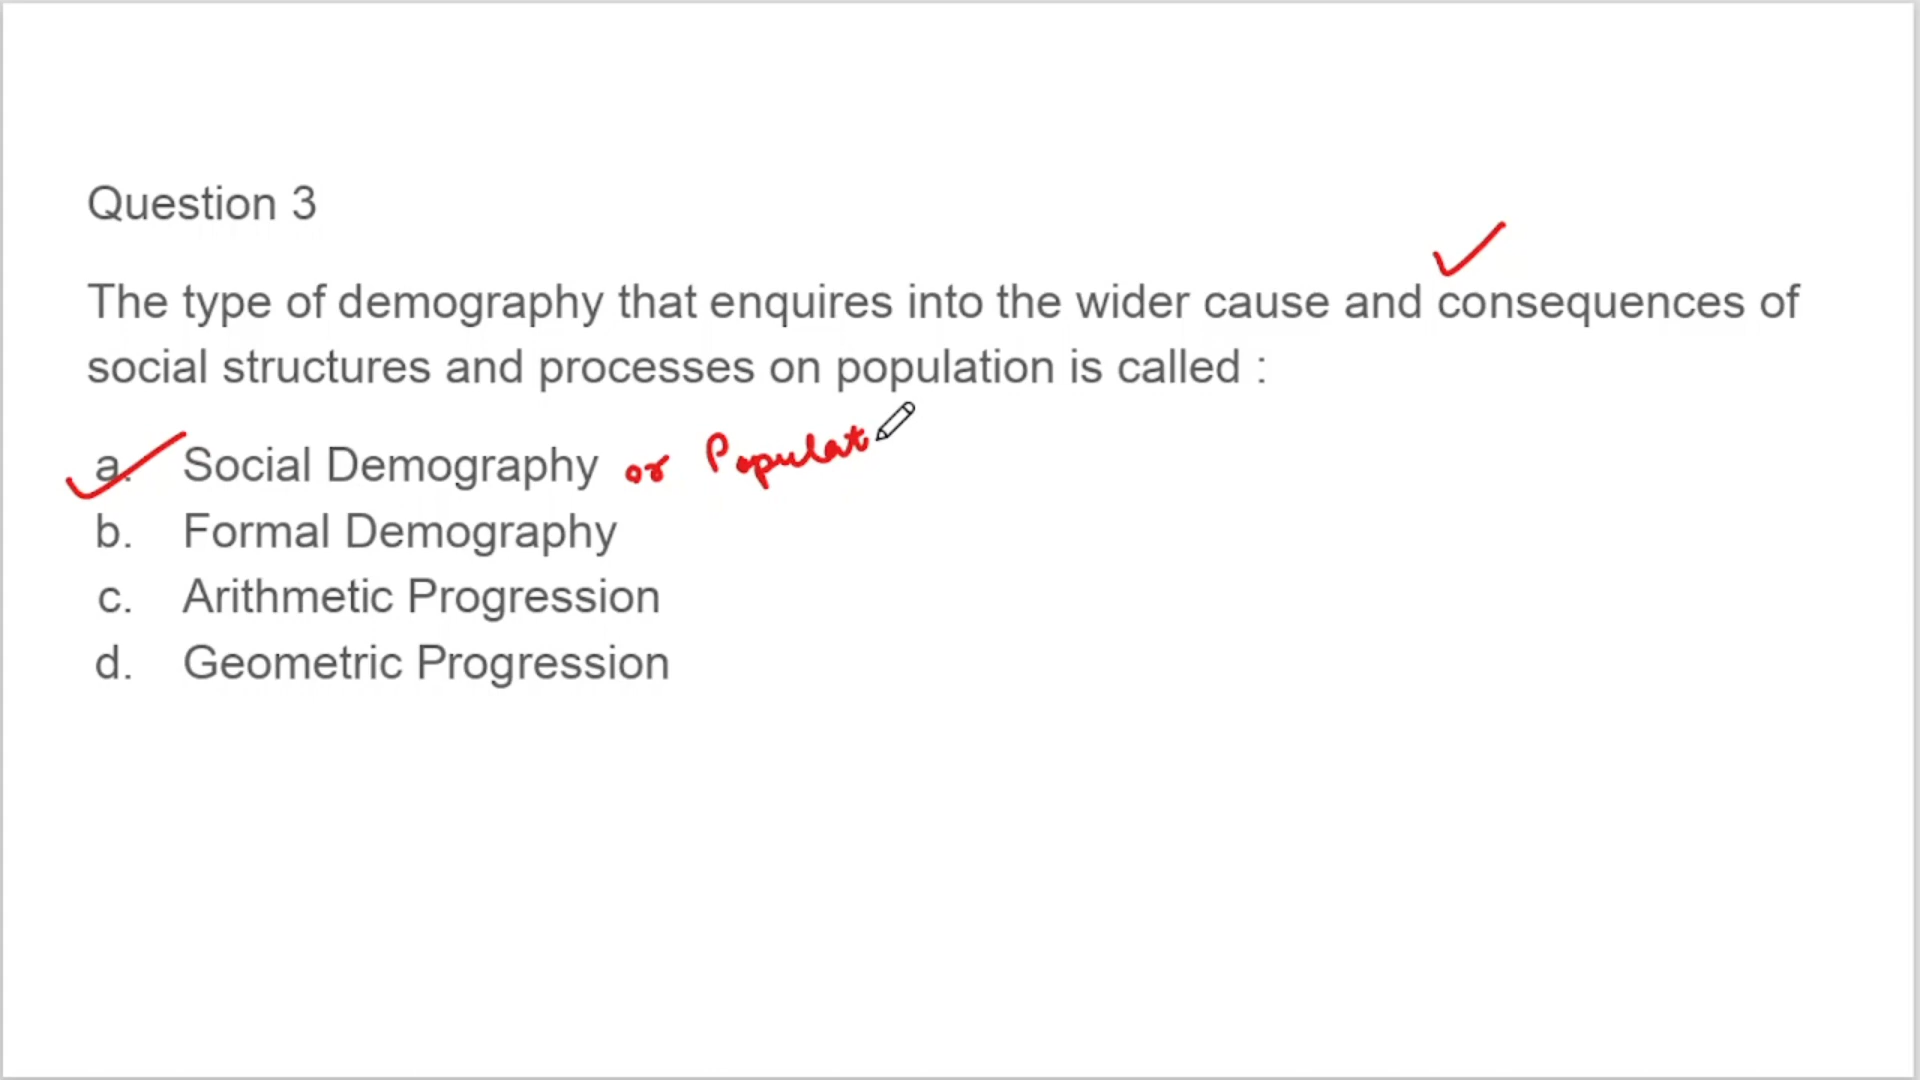 Question 3
The type of demography that enquires into the wider cause and consequences of
social structures and processes on population is called :
a. Social Demography or Populat
b. Formal Demography
c. Arithmetic Progression
d. Geometric Progression